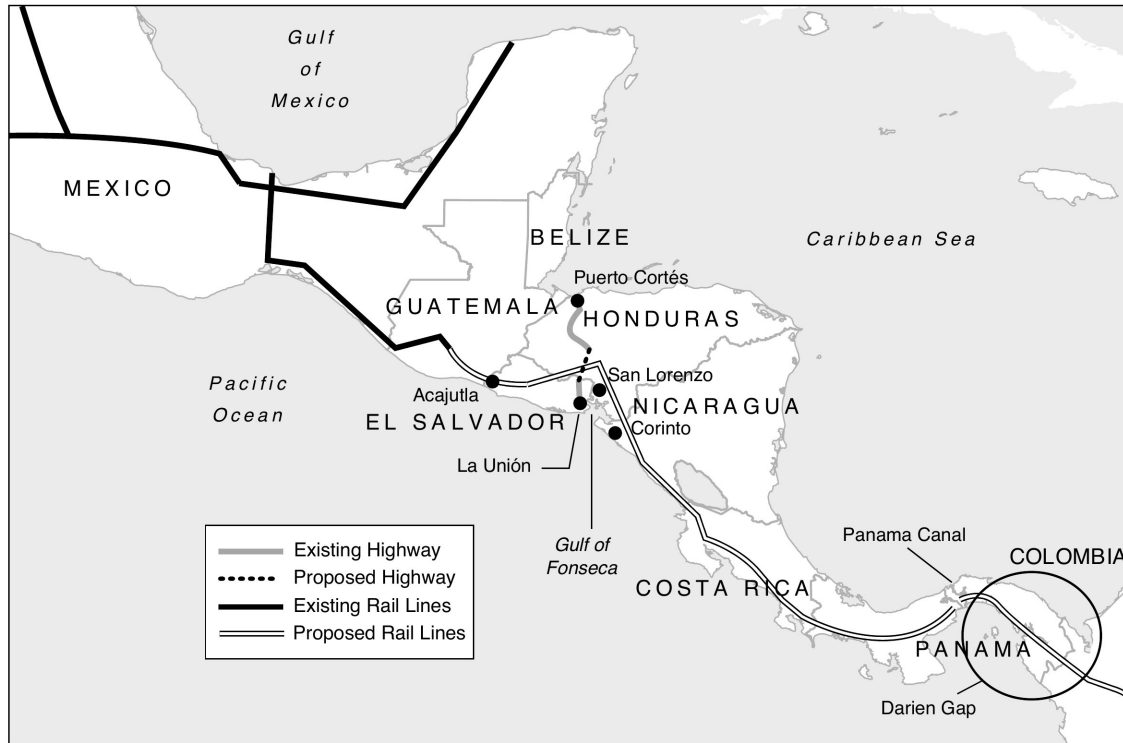 Gulf
of
Mexico
MEXICO
BELIZE
Caribbean Sea
Puerto Cortés
GUATEMALA
HONDURAS
Pacific
Ocean
San Lorenzo
Acajutla
NICARAGUA
EL SALVADOR
Corinto
La Unión
Gulf of
Fonseca
Panama Canal
COLOMBIA
COSTA RICA
PANAMA
Darien Gap
Existing Highway
Proposed Highway
Existing Rail Lines
Proposed Rail Lines